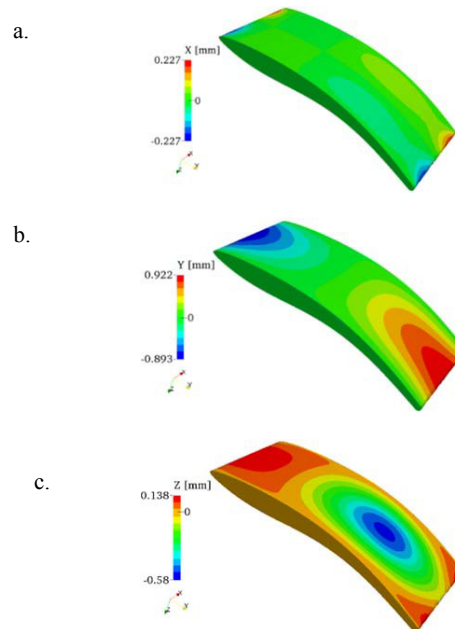 a.
X [mm]
0.227
0
-0.227
X
Y
Z
b.
Y [mm]
0.922
0
-0.893
X
Y
Z
c.
Z [mm]
0.138
0
-0.58
X
Y
Z